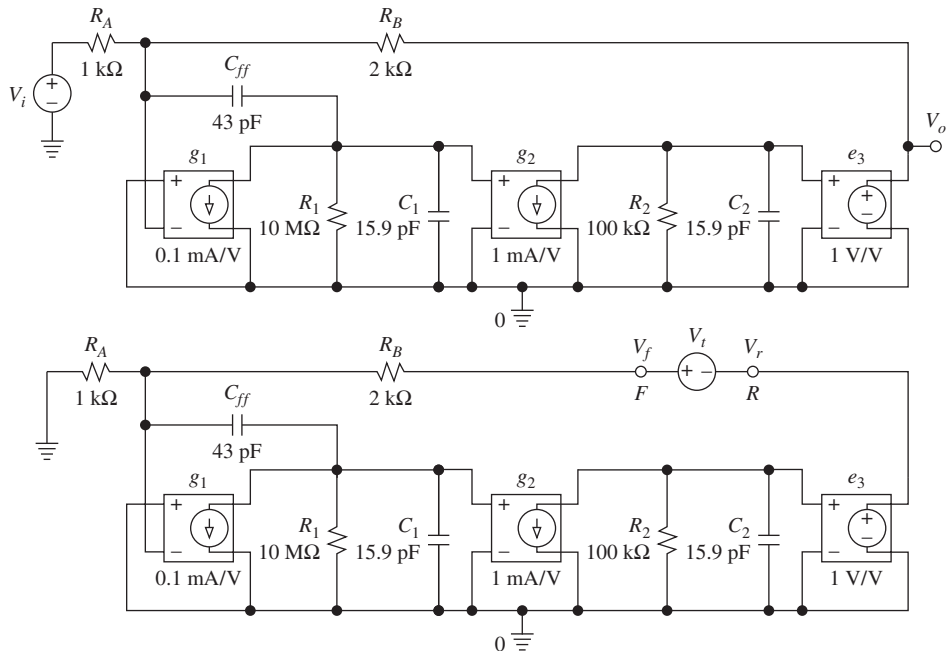 R_A
R_B
1 kΩ
2 kΩ
C_ff
V_i
+
−
43 pF
V_o
g_1
g_2
e_3
+
−
R_1
C_1
+
−
R_2
C_2
+
−
+
−
10 MΩ
15.9 pF
100 kΩ
15.9 pF
0.1 mA/V
1 mA/V
1 V/V
0
R_A
R_B
V_f
V_t
V_r
+ −
1 kΩ
2 kΩ
F
R
C_ff
43 pF
g_1
g_2
e_3
+
−
R_1
C_1
+
−
R_2
C_2
+
−
+
−
10 MΩ
15.9 pF
100 kΩ
15.9 pF
0.1 mA/V
1 mA/V
1 V/V
0